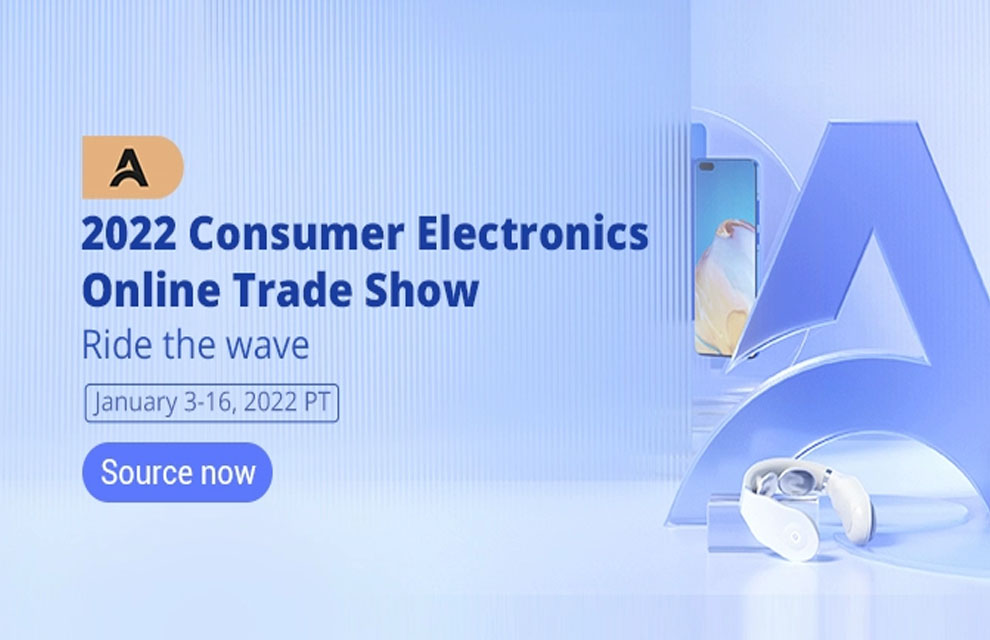 2022 Consumer Electronics
Online Trade Show
Ride the wave
January 3-16, 2022 PT
Source now